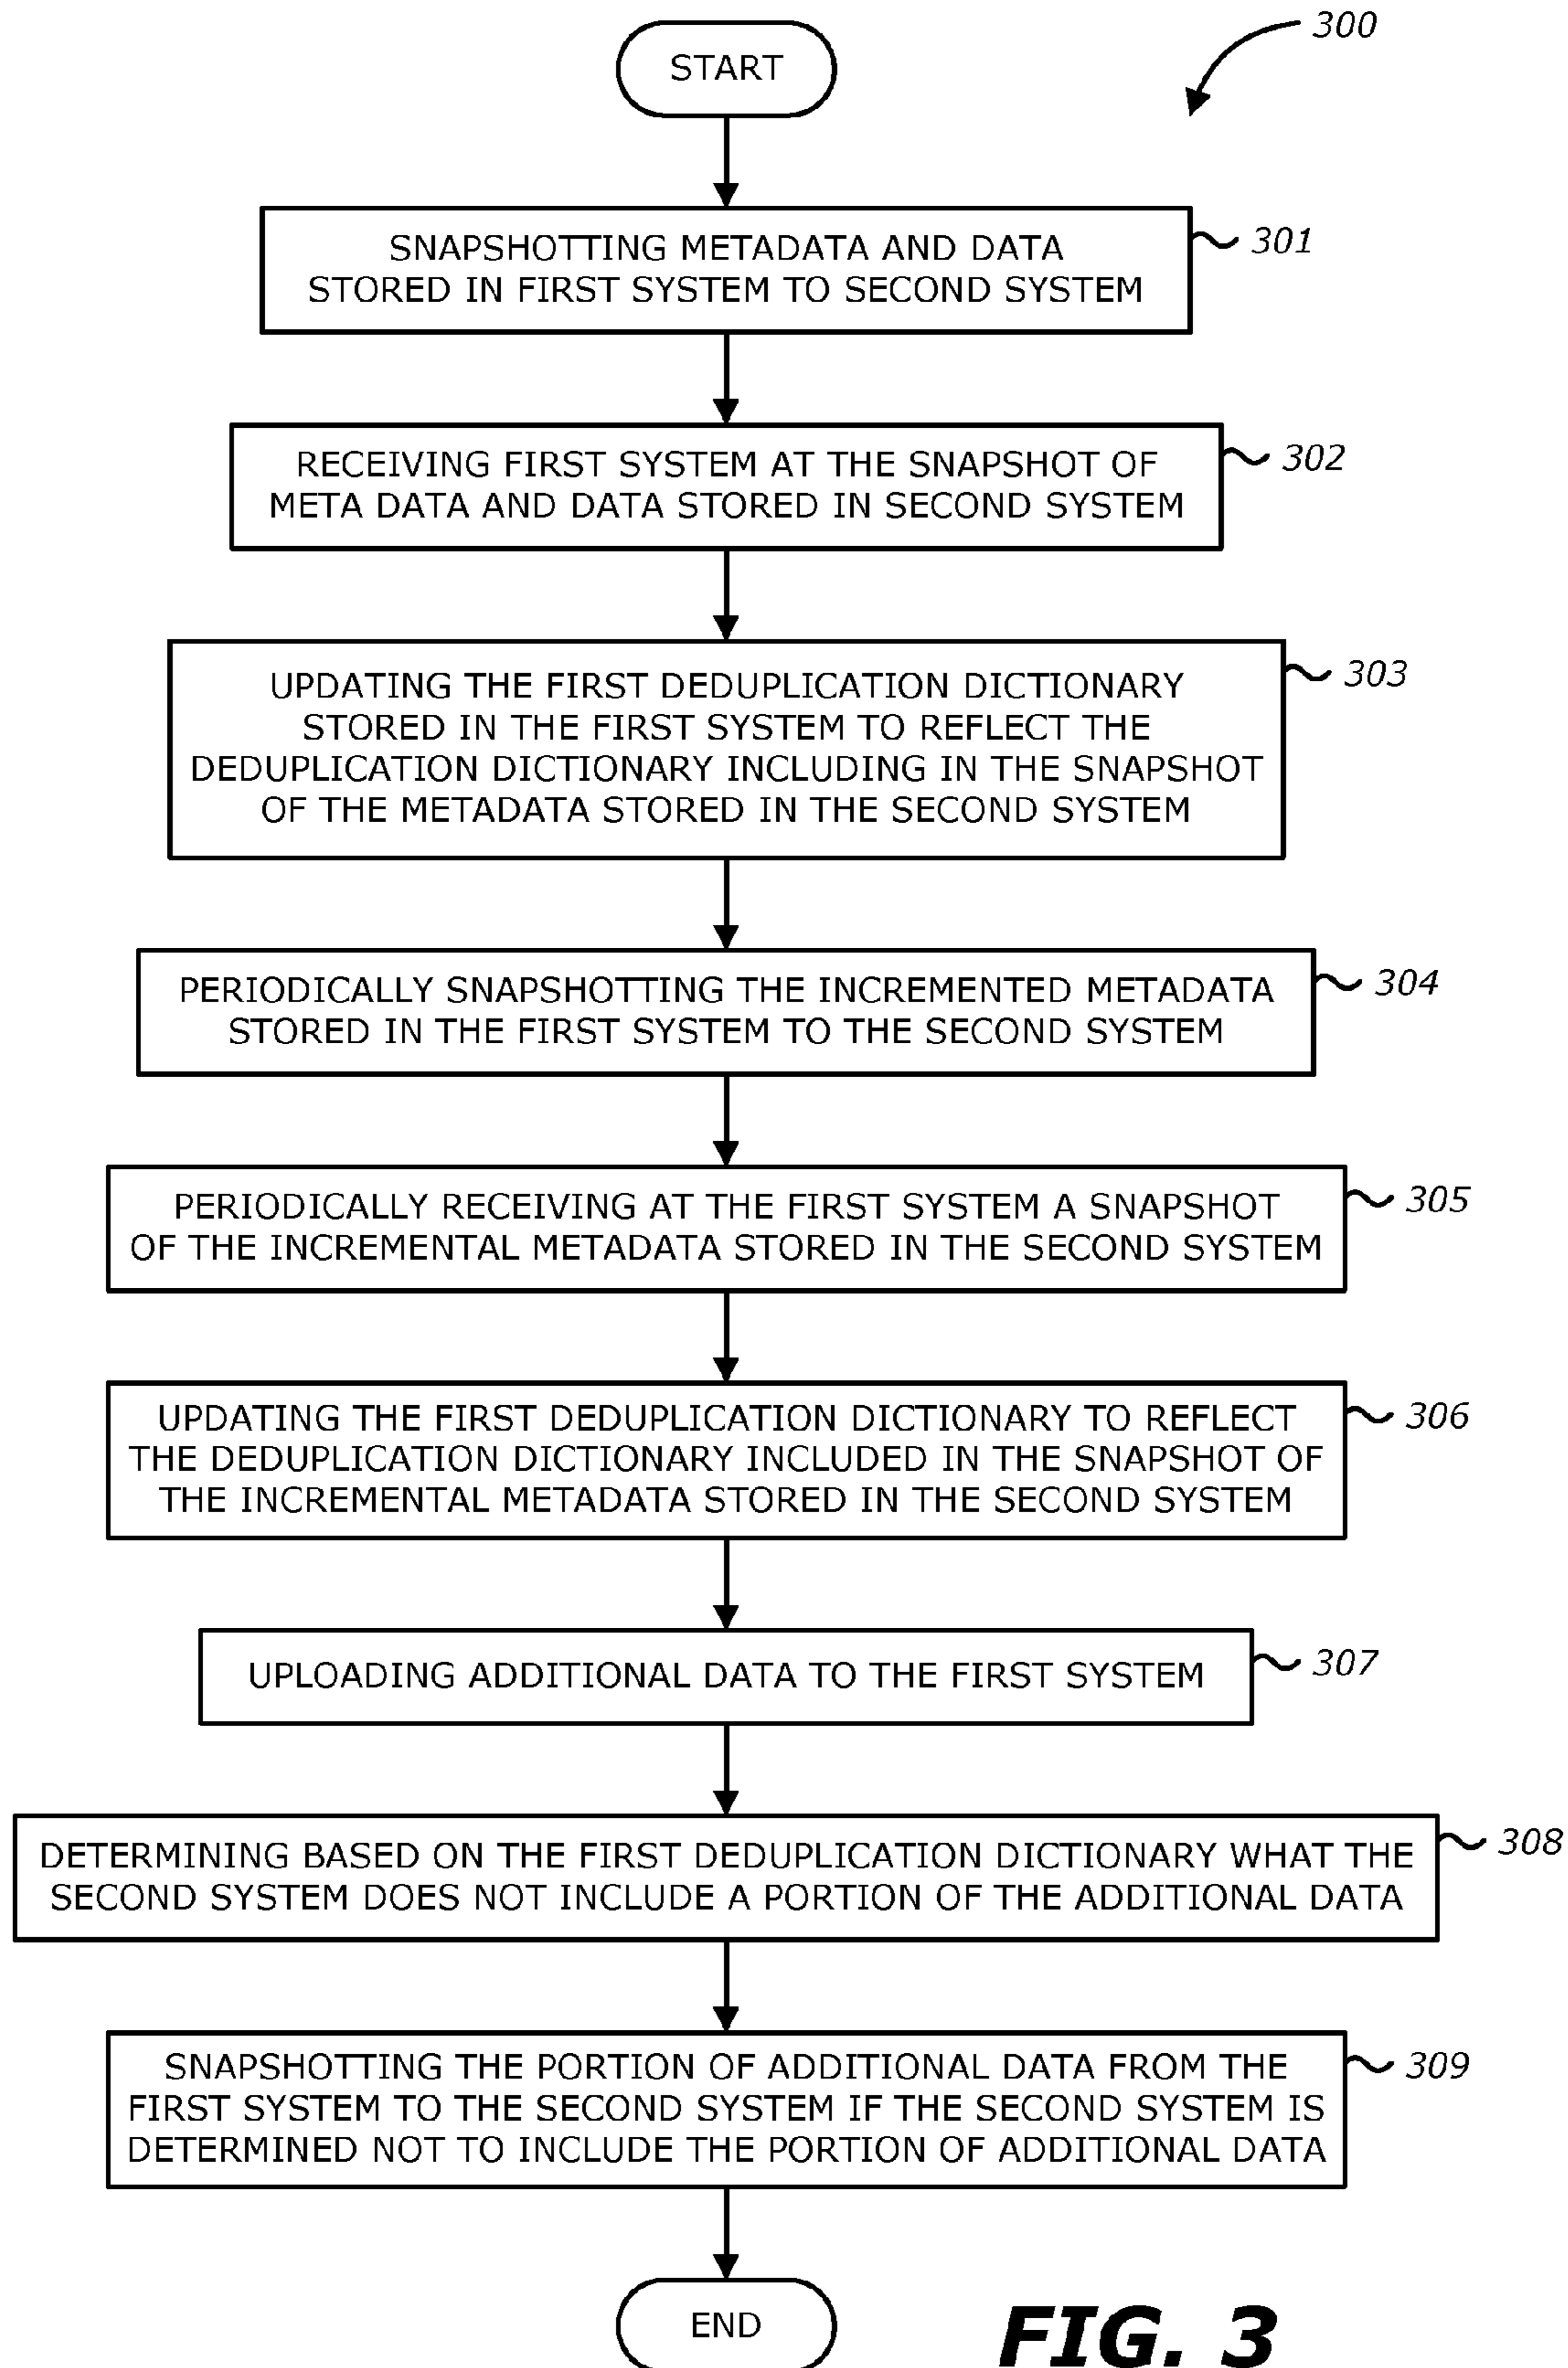 300
START
SNAPSHOTTING METADATA AND DATA
STORED IN FIRST SYSTEM TO SECOND SYSTEM
301
RECEIVING FIRST SYSTEM AT THE SNAPSHOT OF
META DATA AND DATA STORED IN SECOND SYSTEM
302
UPDATING THE FIRST DEDUPLICATION DICTIONARY
STORED IN THE FIRST SYSTEM TO REFLECT THE
DEDUPLICATION DICTIONARY INCLUDING IN THE SNAPSHOT
OF THE METADATA STORED IN THE SECOND SYSTEM
303
PERIODICALLY SNAPSHOTTING THE INCREMENTED METADATA
STORED IN THE FIRST SYSTEM TO THE SECOND SYSTEM
304
PERIODICALLY RECEIVING AT THE FIRST SYSTEM A SNAPSHOT
OF THE INCREMENTAL METADATA STORED IN THE SECOND SYSTEM
305
UPDATING THE FIRST DEDUPLICATION DICTIONARY TO REFLECT
THE DEDUPLICATION DICTIONARY INCLUDED IN THE SNAPSHOT OF
THE INCREMENTAL METADATA STORED IN THE SECOND SYSTEM
306
UPLOADING ADDITIONAL DATA TO THE FIRST SYSTEM
307
DETERMINING BASED ON THE FIRST DEDUPLICATION DICTIONARY WHAT THE
SECOND SYSTEM DOES NOT INCLUDE A PORTION OF THE ADDITIONAL DATA
308
SNAPSHOTTING THE PORTION OF ADDITIONAL DATA FROM THE
FIRST SYSTEM TO THE SECOND SYSTEM IF THE SECOND SYSTEM IS
DETERMINED NOT TO INCLUDE THE PORTION OF ADDITIONAL DATA
309
END
FIG. 3